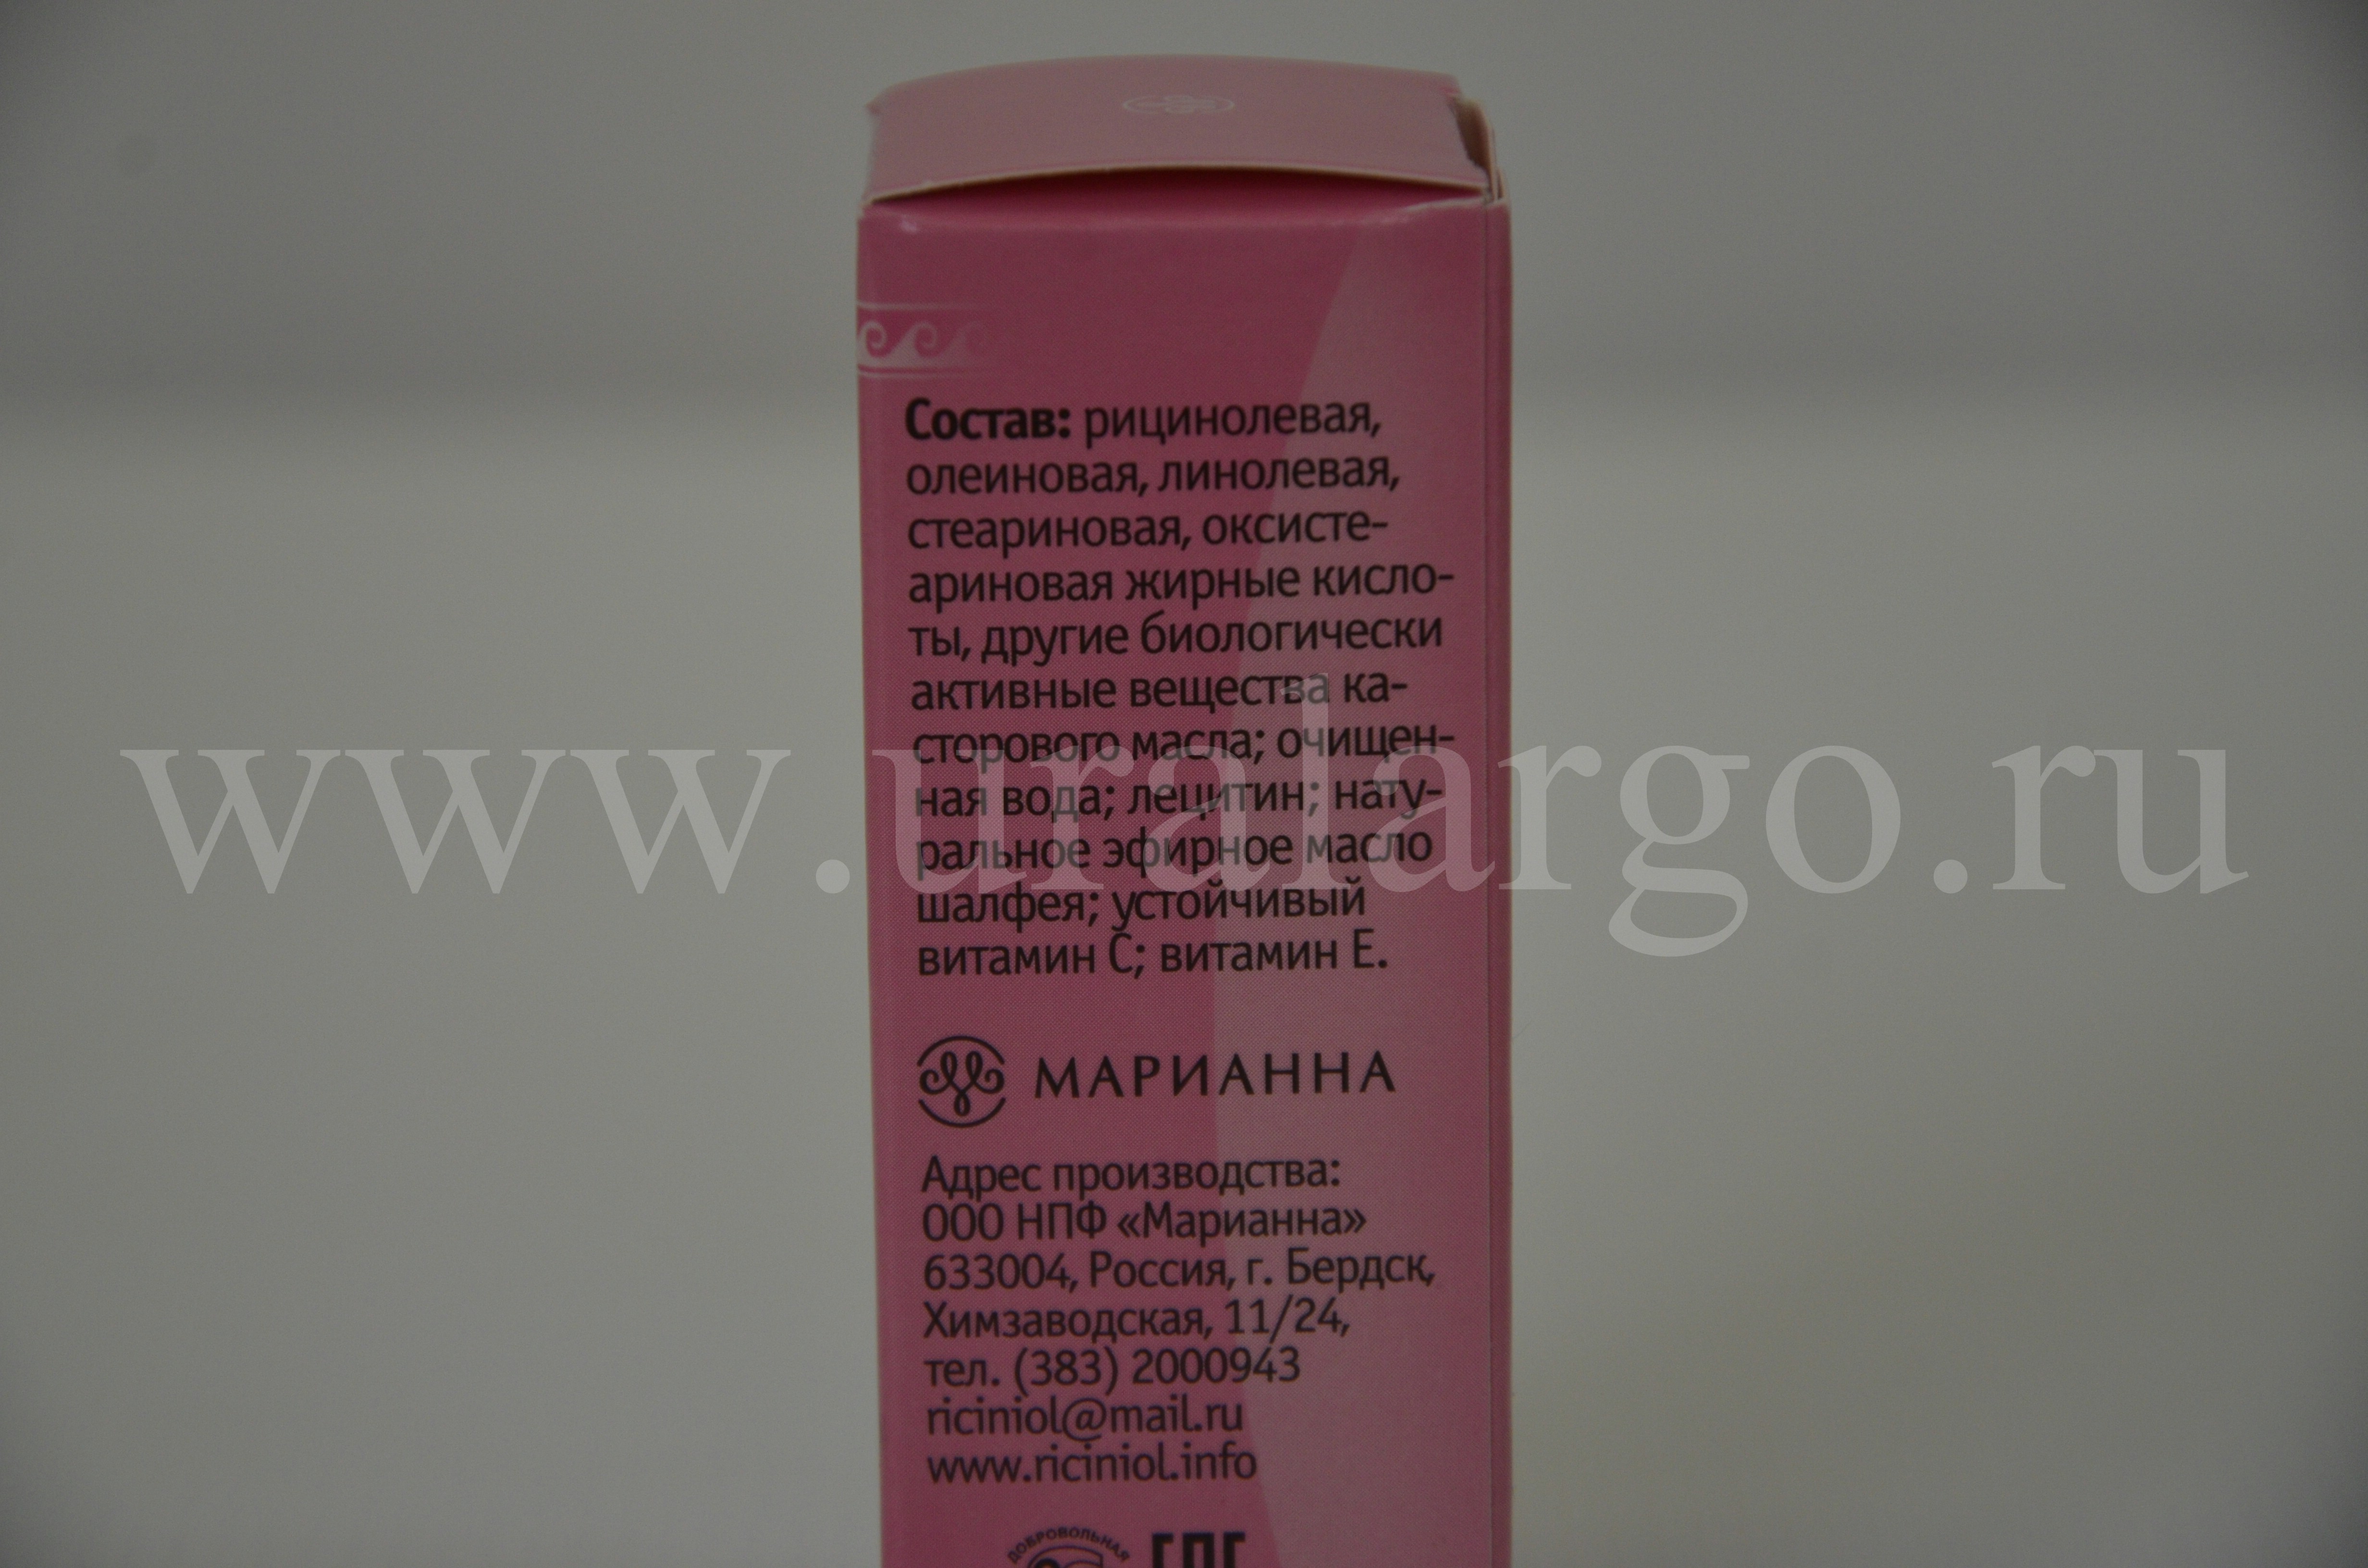 Состав: рицинолевая,
олеиновая, линолевая,
стеариновая, оксисте-
ариновая жирные кисло-
ты, другие биологически
активные вещества ка-
сторового масла; очищен-
ная вода; лецитин; нату-
ральное эфирное масло
шалфея; устойчивый
витамин С; витамин Е.
www.uralargo.ru
МАРИАННА
Адрес производства:
ООО НПФ «Марианна»
633004, Россия, г. Бердск,
Химзаводская, 11/24,
тел. (383) 2000943
riciniol@mail.ru
www.riciniol.info
ДОБРОВОЛЬНАЯ